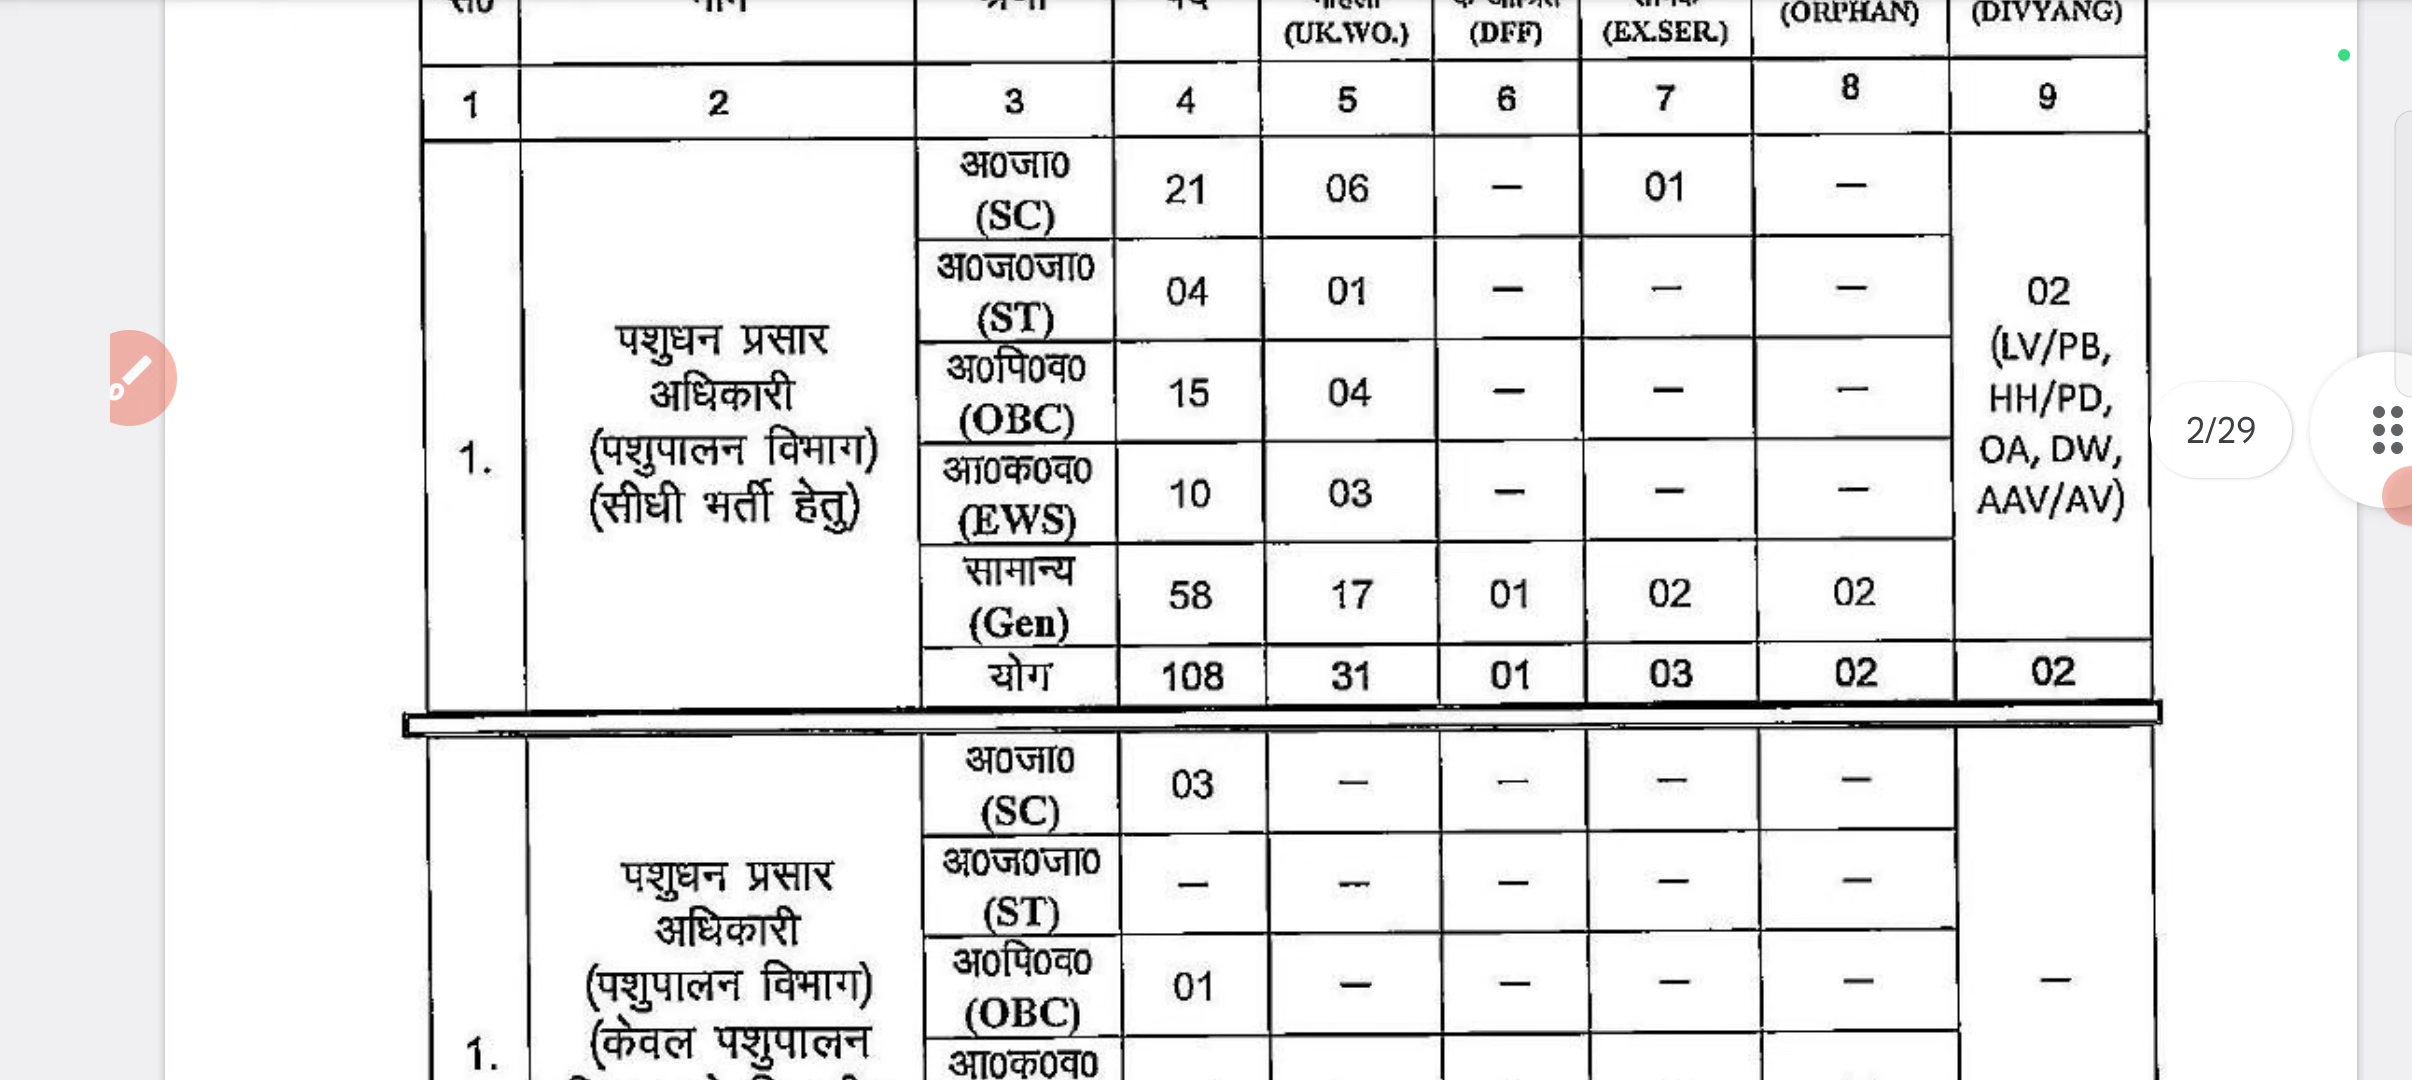 (ORPHAN) (DIVYANG)
(UK.WO.) (DFF) (EX.SER.)
1 2 3 4 5 6 7 8 9
अ0जा0
(SC) 21 06 – 01 –
अ0ज0जा0
(ST) 04 01 – – –
अ0पि0व0
(OBC) 15 04 – – –
आ0क0व0
(EWS) 10 03 – – –
सामान्य
(Gen) 58 17 01 02 02
योग 108 31 01 03 02 02
1.
पशुधन प्रसार
अधिकारी
(पशुपालन विभाग)
(सीधी भर्ती हेतु)
02
(LV/PB,
HH/PD,
OA, DW,
AAV/AV)
2/29
अ0जा0
(SC) 03 – – – –
अ0ज0जा0
(ST) – – – – –
अ0पि0व0
(OBC) 01 – – – – –
आ0क0व0
1.
पशुधन प्रसार
अधिकारी
(पशुपालन विभाग)
(केवल पशुपालन